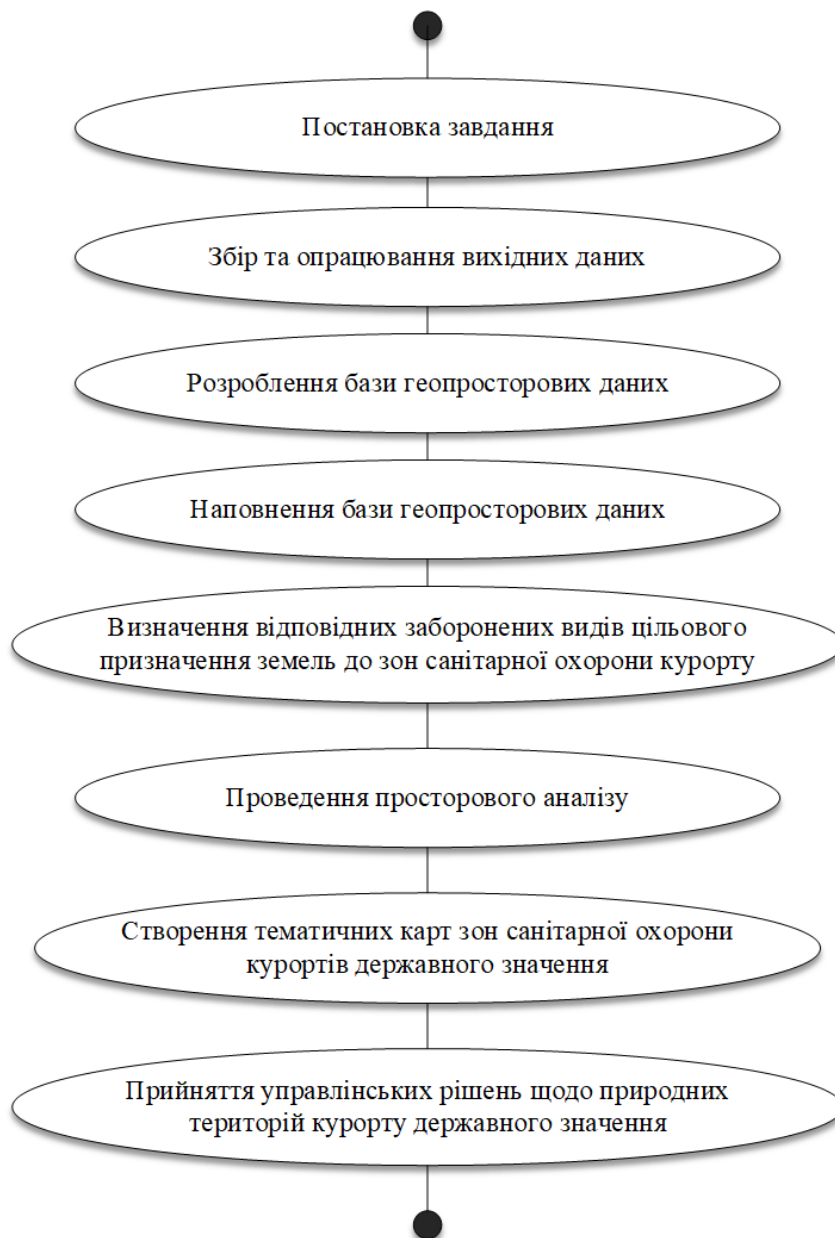 Постановка завдання
Збір та опрацювання вихідних даних
Розроблення бази геопросторових даних
Наповнення бази геопросторових даних
Визначення відповідних заборонених видів цільового
призначення земель до зон санітарної охорони курорту
Проведення просторового аналізу
Створення тематичних карт зон санітарної охорони
курортів державного значення
Прийняття управлінських рішень щодо природних
територій курорту державного значення